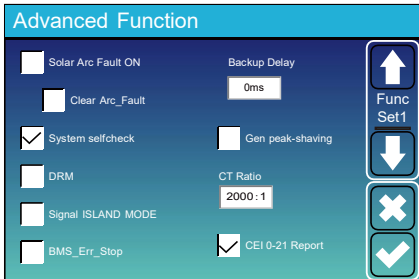 Advanced Function
Solar Arc Fault ON
Backup Delay
0ms
Clear Arc_Fault
Func
Set1
System selfcheck
Gen peak-shaving
DRM
CT Ratio
2000:1
Signal ISLAND MODE
BMS_Err_Stop
CEI 0-21 Report